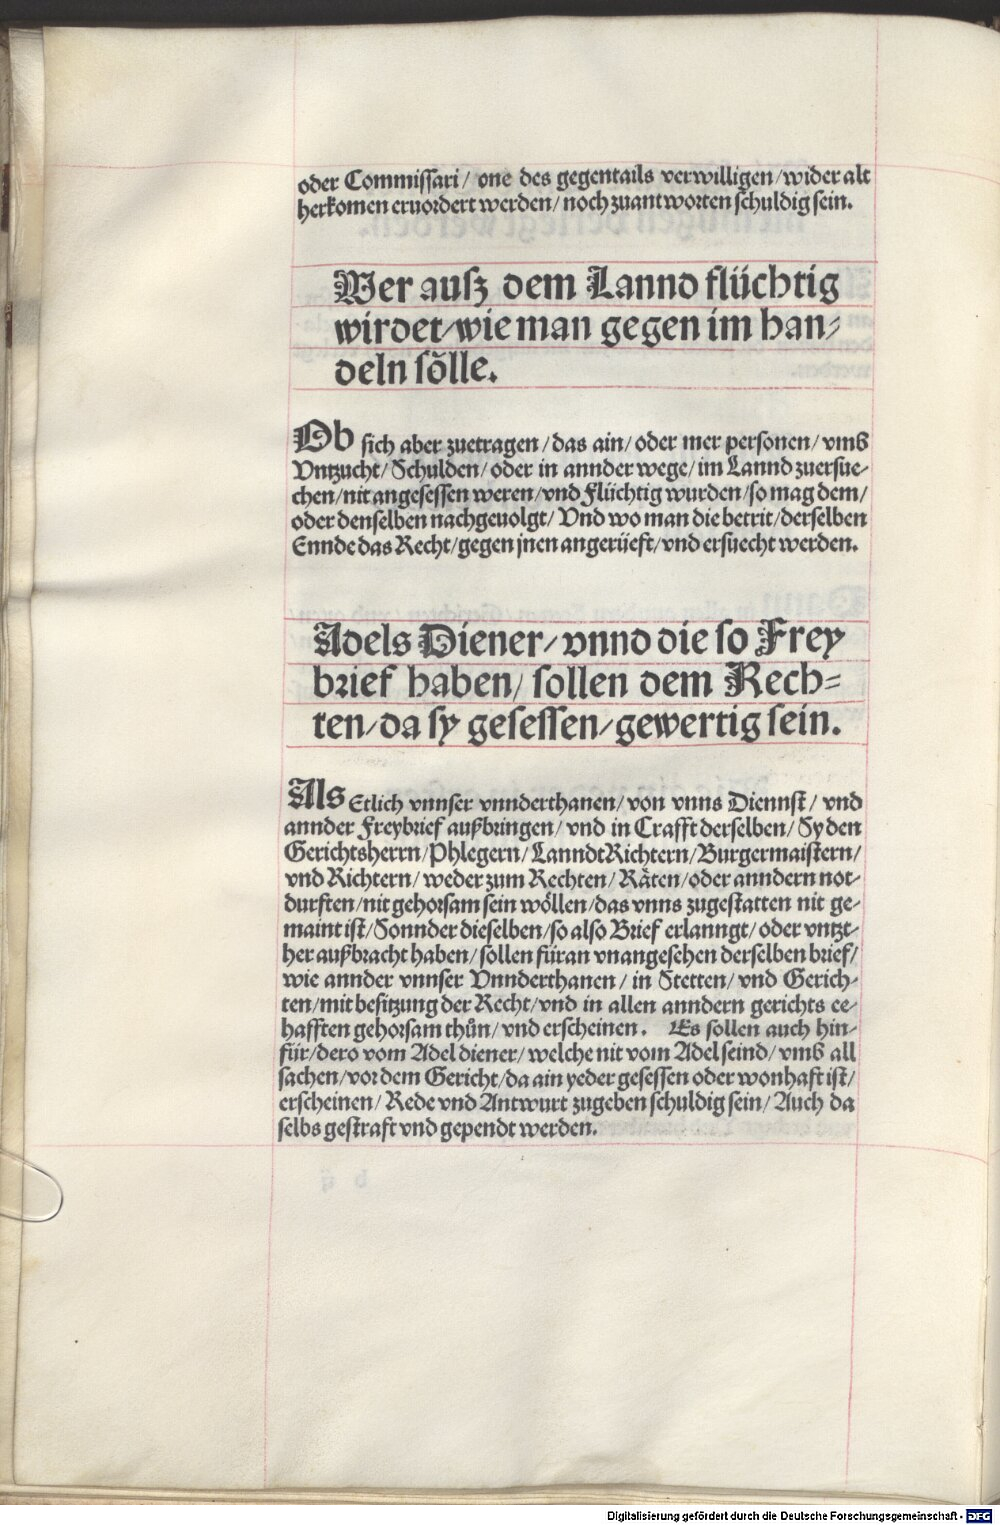 oder Commissari/ one des gegentails verwilligen/wider alt
herkomen eruordert werden/ noch zuantworten schuldig sein.
Wer ausz dem Lannd flüchtig
wirdet/wie man gegen im han/
deln sölle.
Ob sich aber zuetragen/das ain/ oder mer personen/ vmb
Vntzucht/ Schulden/ oder in annder wege/ im Lannd zuersue/
chen/nit angesessen weren/vnd Flüchtig wurden/so mag dem/
oder denselben nachgeuolgt/ Vnd wo man die betrit/derselben
Ennde das Recht/gegen jnen angerüeft/vnd ersuecht werden.
Adels Diener/vnnd die so Frey
brief haben/ sollen dem Rech=
ten/da sy gesessen/gewertig sein.
Als Etlich vnnser vnnderthanen/ von vnns Diennst/ vnd
annder Freybrief außbringen/ vnd in Crafft derselben/ Sy den
Gerichtsherrn/Phlegern/ LanndtRichtern/Burgermaistern/
vnd Richtern/ weder zum Rechten/ Räten/oder anndern not/
durften/nit gehorsam sein wöllen/das vnns zugestatten nit ge/
maint ist/Sonnder dieselben/so also Brief erlanngt/ oder vntzt/
her außbracht haben/sollen füran vnangesehen derselben brief/
wie annder vnnser Vnnderthanen/ in Stetten/ vnd Gerich/
ten/mit besitzung der Recht/vnd in allen anndern gerichts ee/
hafften gehorsam thůn/vnd erscheinen. Es sollen auch hin/
für/dero vom Adel diener/welche nit vom Adel seind/ vmb all
sachen/vor dem Gericht/da ain yeder gesessen oder wonhaft ist/
erscheinen/ Rede vnd Antwurt zugeben schuldig sein/ Auch da
selbs gestraft vnd gependt werden.
Digitalisierung gefördert durch die Deutsche Forschungsgemeinschaft - DFG